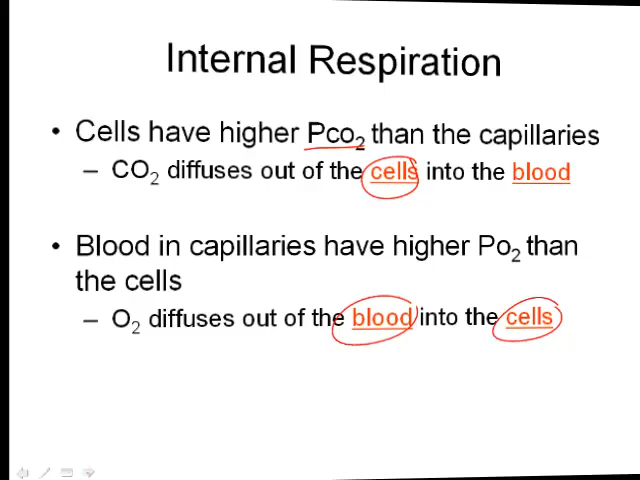 Internal Respiration
• Cells have higher Pco₂ than the capillaries
– CO₂ diffuses out of the cells into the blood
• Blood in capillaries have higher Po₂ than
the cells
– O₂ diffuses out of the blood into the cells